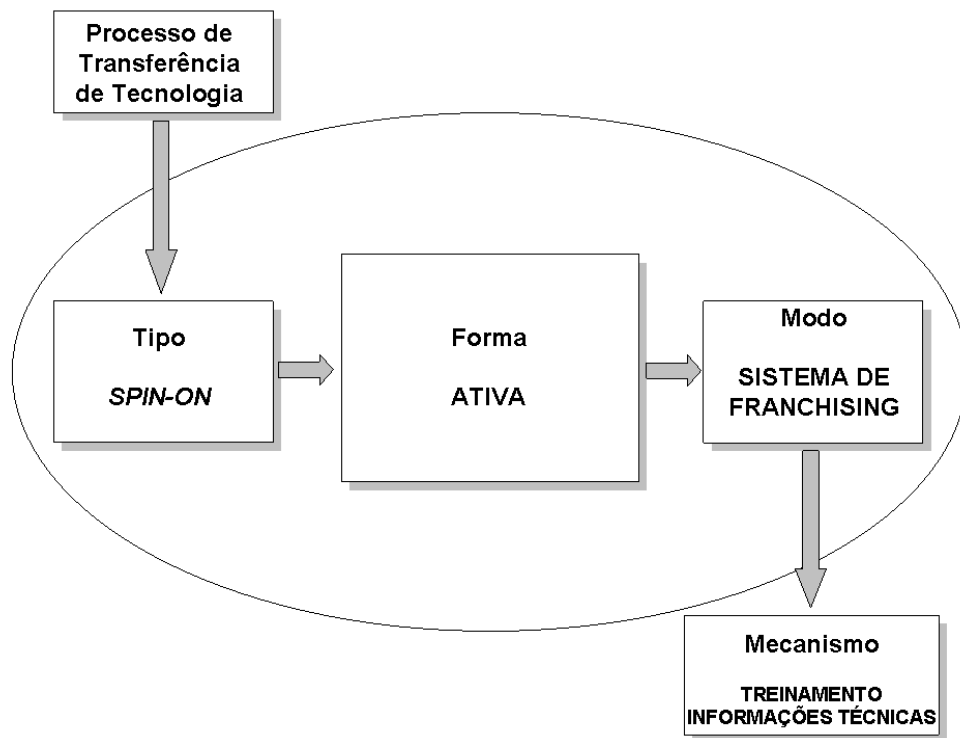 Processo de
Transferência
de Tecnologia
Tipo
SPIN-ON
Forma
ATIVA
Modo
SISTEMA DE
FRANCHISING
Mecanismo
TREINAMENTO
INFORMAÇÕES TÉCNICAS